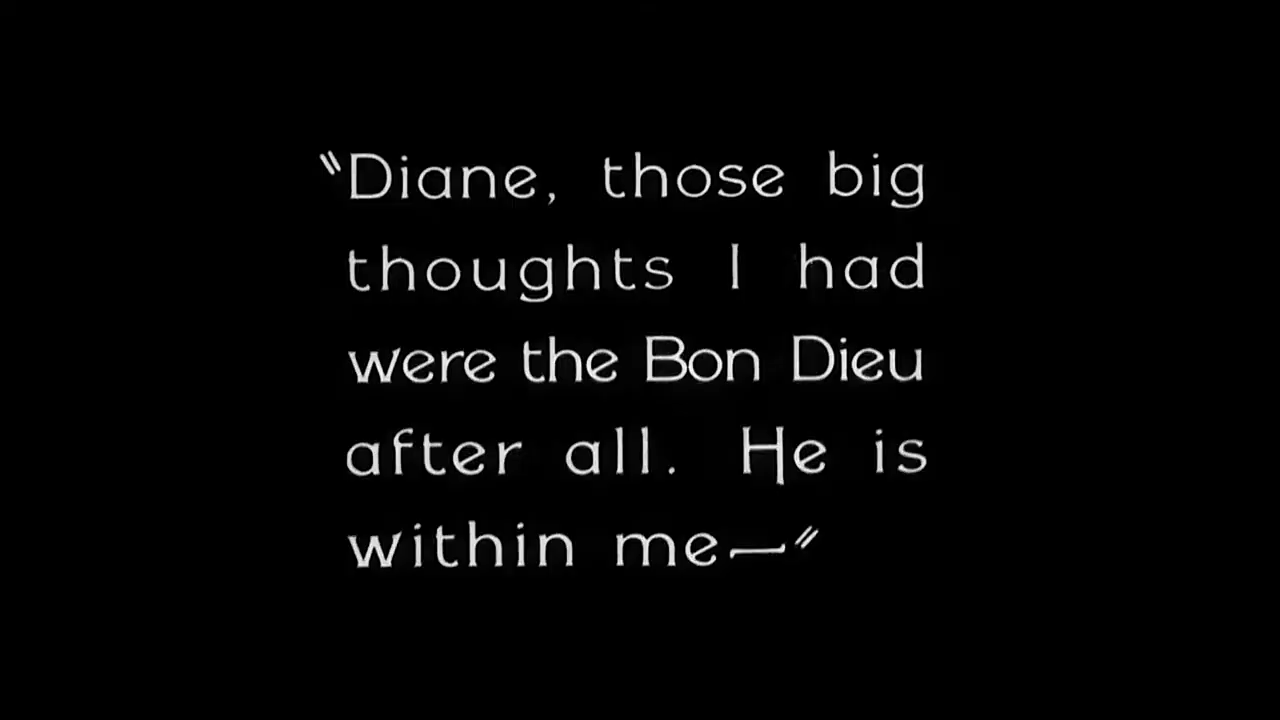 "Diane, those big
thoughts I had
were the Bon Dieu
after all. He is
within me—"